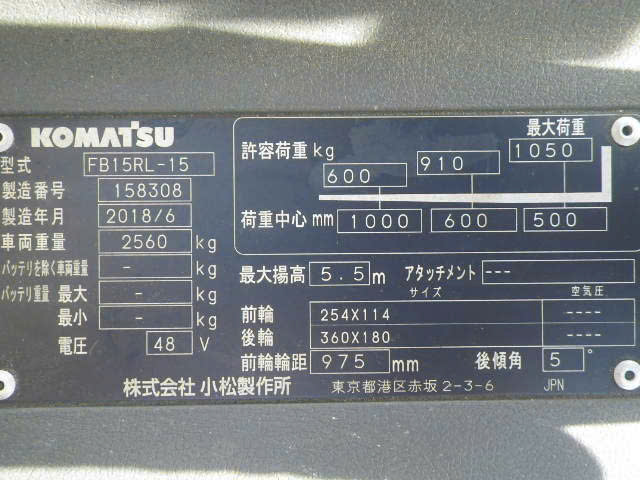 KOMATSU
型式 FB15RL-15
製造番号 158308
製造年月 2018/6
車両重量 2560 kg
バッテリを除く車両重量 - kg
バッテリ重量 最大 - kg
最小 - kg
電圧 48 V
最大荷重
許容荷重 kg 600 910 1050
荷重中心 mm 1000 600 500
最大揚高 5.5 m アタッチメント ---
サイズ 空気圧
前輪 254X114 ----
後輪 360X180 ----
前輪輪距 975 mm 後傾角 5 °
株式会社 小松製作所 東京都港区赤坂 2-3-6 JPN